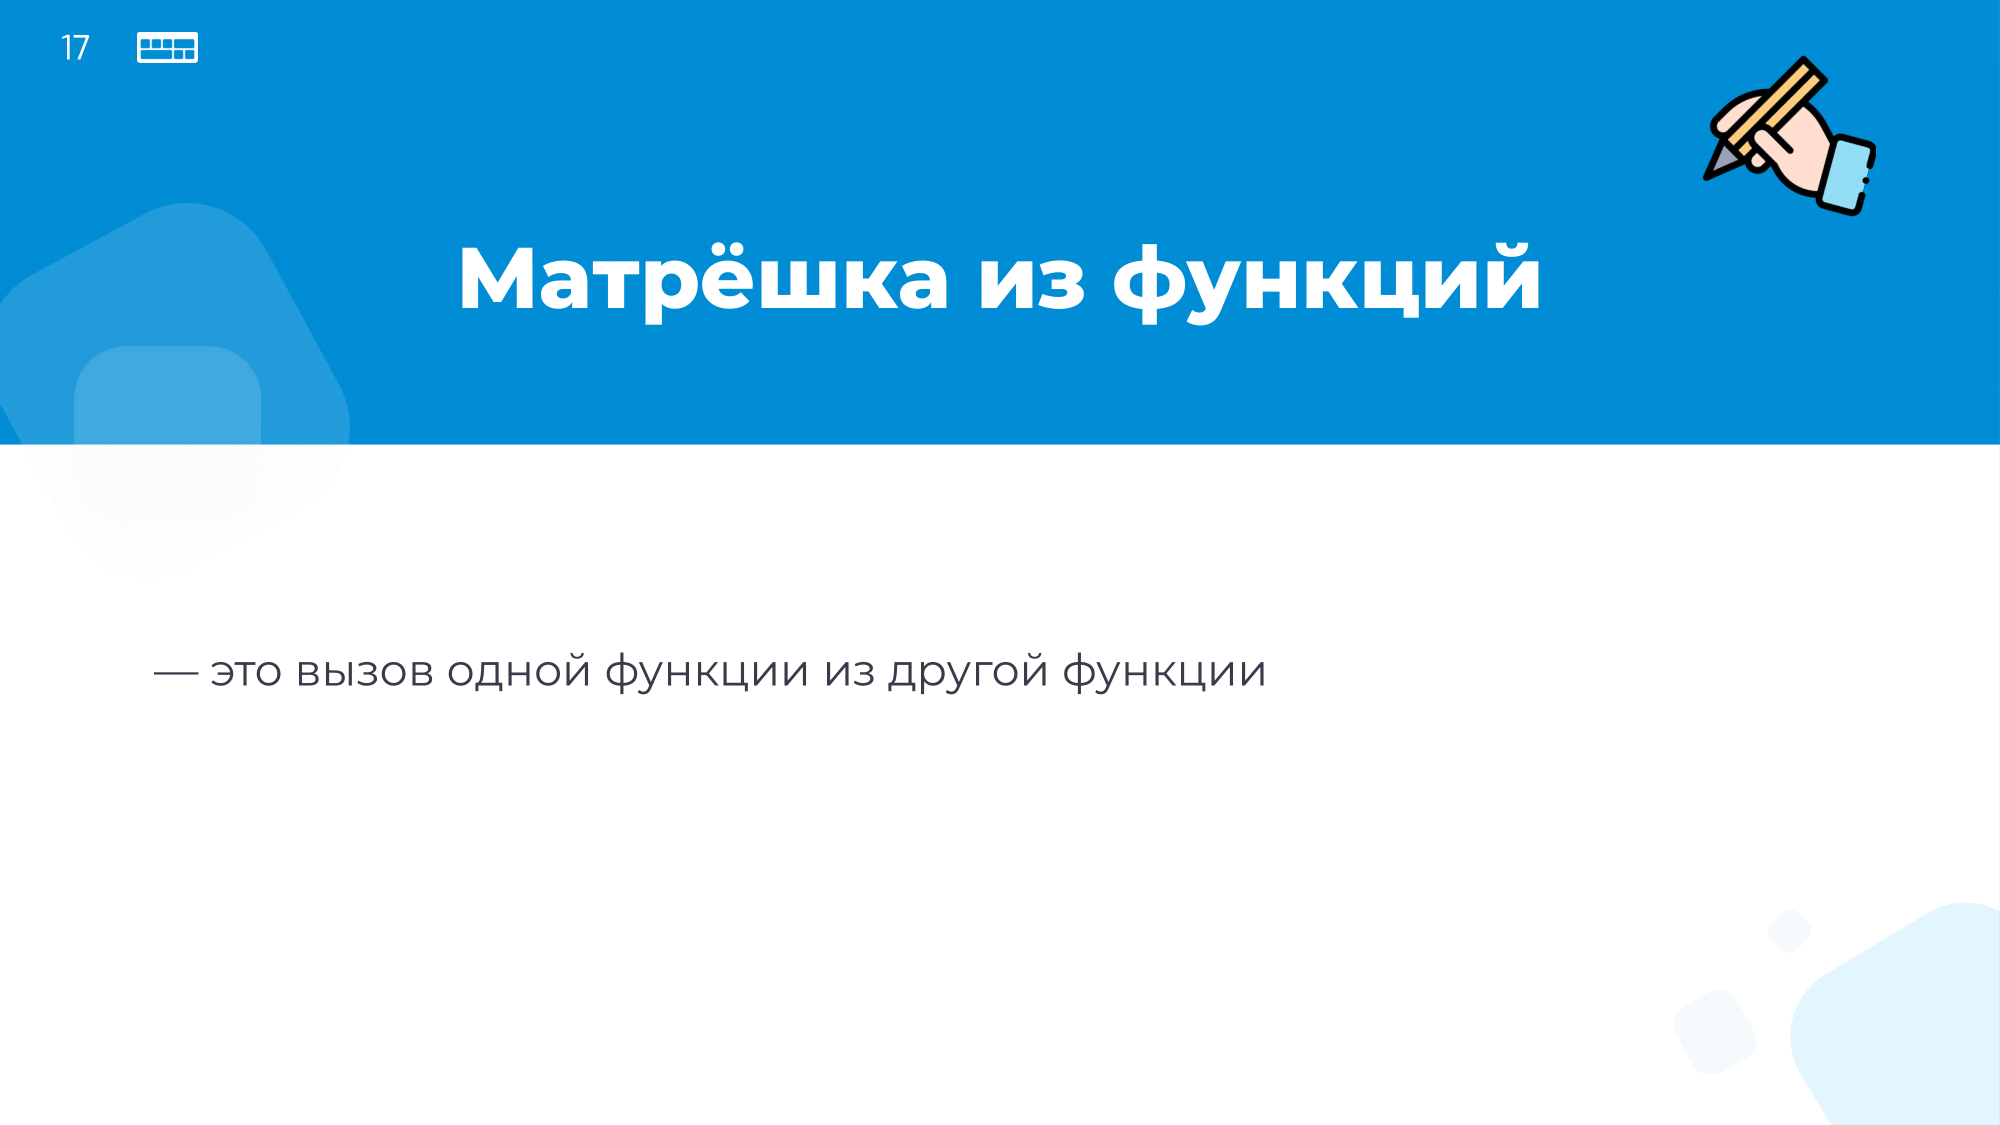 17
Матрёшка из функций
— это вызов одной функции из другой функции